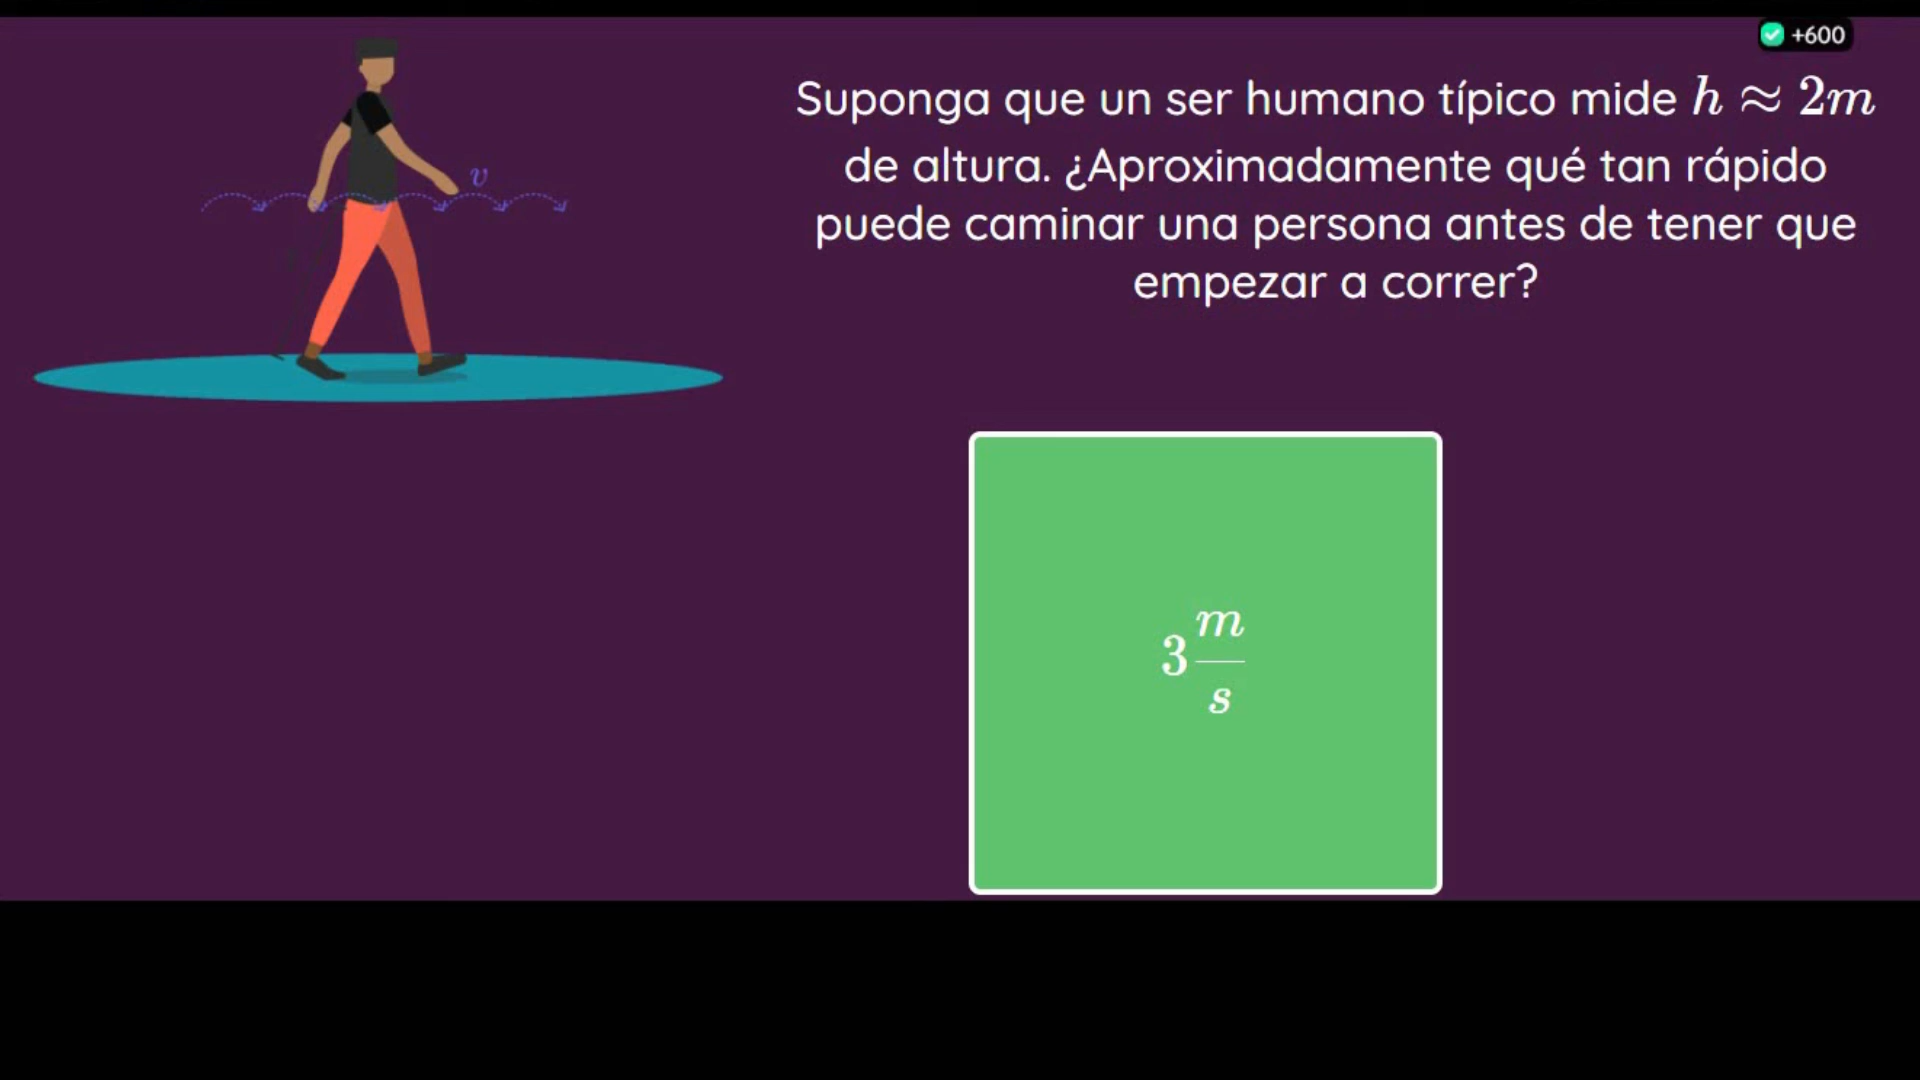 +600
Suponga que un ser humano típico mide h ≈ 2m
de altura. ¿Aproximadamente qué tan rápido
puede caminar una persona antes de tener que
empezar a correr?
v
3 m/s